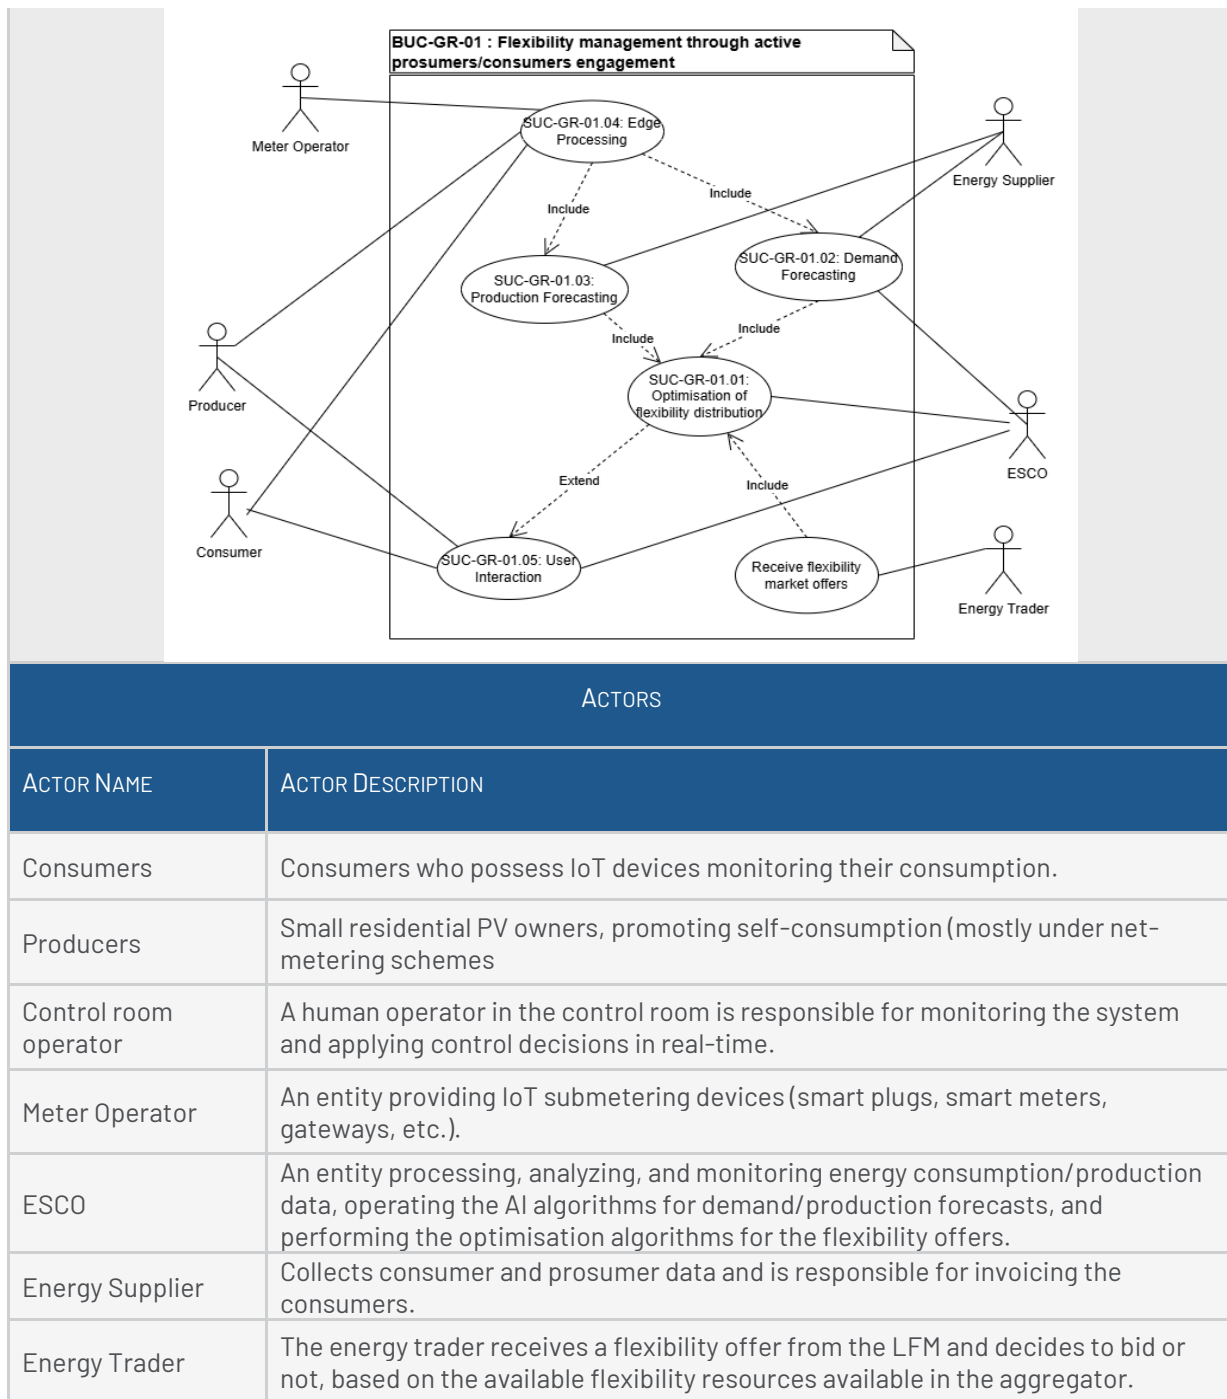 BUC-GR-01 : Flexibility management through active
prosumers/consumers engagement
Meter Operator
SUC-GR-01.04: Edge
Processing
Energy Supplier
Include
Include
SUC-GR-01.03:
Production Forecasting
SUC-GR-01.02: Demand
Forecasting
Include
Include
Producer
SUC-GR-01.01:
Optimisation of
flexibility distribution
ESCO
Extend
Include
Consumer
SUC-GR-01.05: User
Interaction
Receive flexibility
market offers
Energy Trader
ACTORS
ACTOR NAME
ACTOR DESCRIPTION
Consumers
Consumers who possess IoT devices monitoring their consumption.
Producers
Small residential PV owners, promoting self-consumption (mostly under net-
metering schemes
Control room
operator
A human operator in the control room is responsible for monitoring the system
and applying control decisions in real-time.
Meter Operator
An entity providing IoT submetering devices (smart plugs, smart meters,
gateways, etc.).
ESCO
An entity processing, analyzing, and monitoring energy consumption/production
data, operating the AI algorithms for demand/production forecasts, and
performing the optimisation algorithms for the flexibility offers.
Energy Supplier
Collects consumer and prosumer data and is responsible for invoicing the
consumers.
Energy Trader
The energy trader receives a flexibility offer from the LFM and decides to bid or
not, based on the available flexibility resources available in the aggregator.